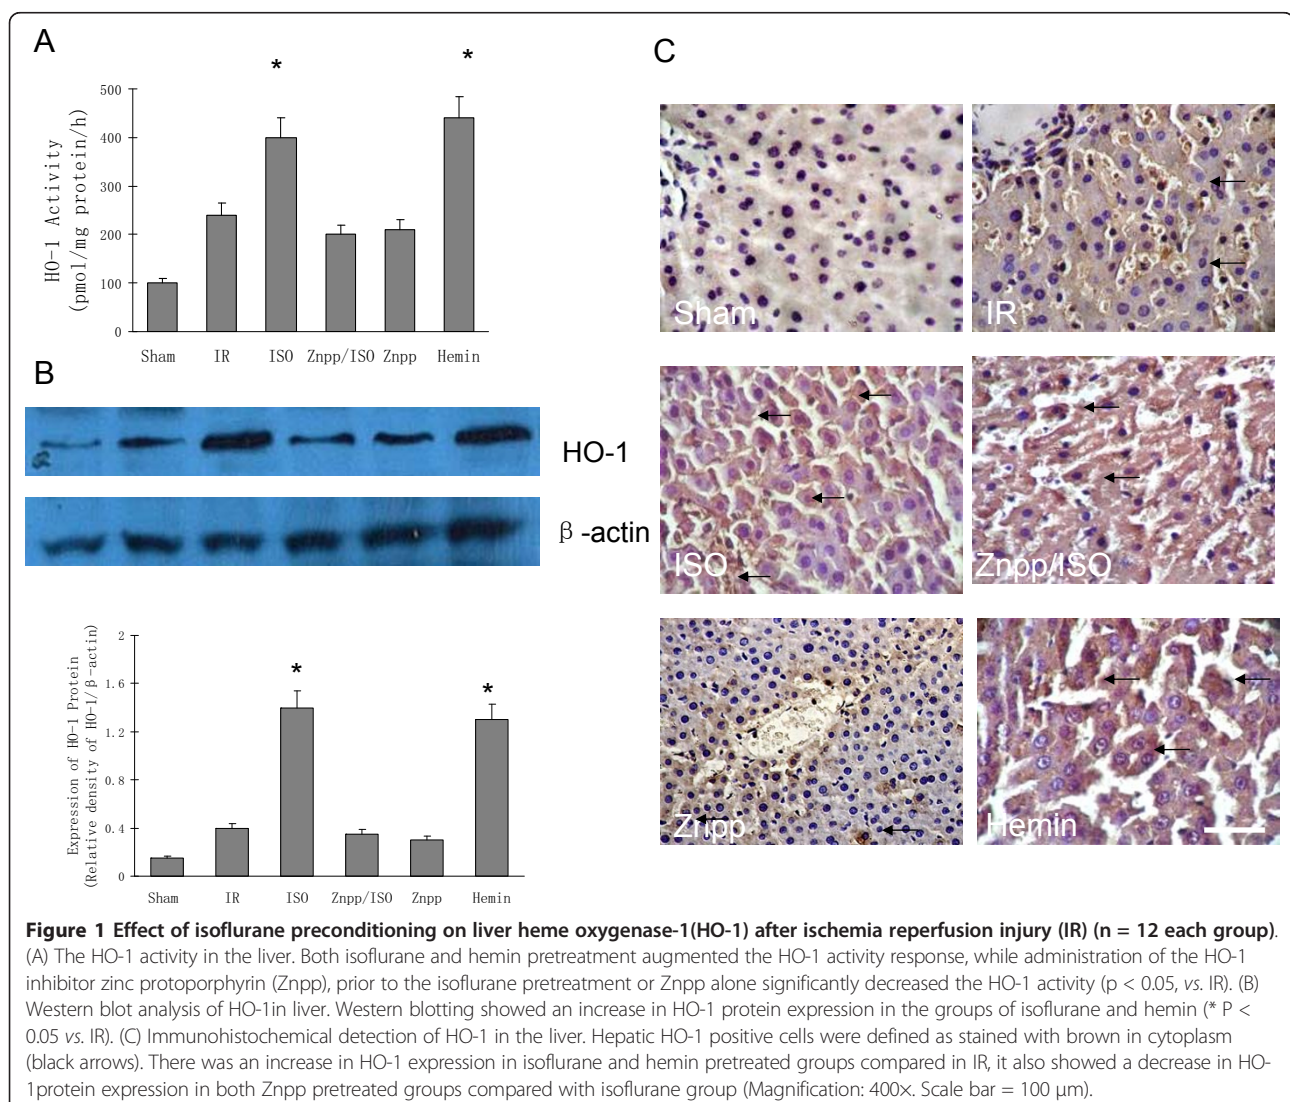 A
*
*
HO-1 Activity
(pmol/mg protein/h)
500
400
300
200
100
0
Sham IR ISO Znpp/ISO Znpp Hemin
B
HO-1
β-actin
Expression of HO-1 Protein
(Relative density of HO-1/β-actin)
2
1.6
1.2
0.8
0.4
0
*
*
Sham IR ISO Znpp/ISO Znpp Hemin
C
Sham
IR
ISO
Znpp/ISO
Znpp
Hemin
Figure 1 Effect of isoflurane preconditioning on liver heme oxygenase-1(HO-1) after ischemia reperfusion injury (IR) (n = 12 each group).
(A) The HO-1 activity in the liver. Both isoflurane and hemin pretreatment augmented the HO-1 activity response, while administration of the HO-1
inhibitor zinc protoporphyrin (Znpp), prior to the isoflurane pretreatment or Znpp alone significantly decreased the HO-1 activity (p < 0.05, vs. IR). (B)
Western blot analysis of HO-1in liver. Western blotting showed an increase in HO-1 protein expression in the groups of isoflurane and hemin (* P <
0.05 vs. IR). (C) Immunohistochemical detection of HO-1 in the liver. Hepatic HO-1 positive cells were defined as stained with brown in cytoplasm
(black arrows). There was an increase in HO-1 expression in isoflurane and hemin pretreated groups compared in IR, it also showed a decrease in HO-
1protein expression in both Znpp pretreated groups compared with isoflurane group (Magnification: 400×. Scale bar = 100 μm).